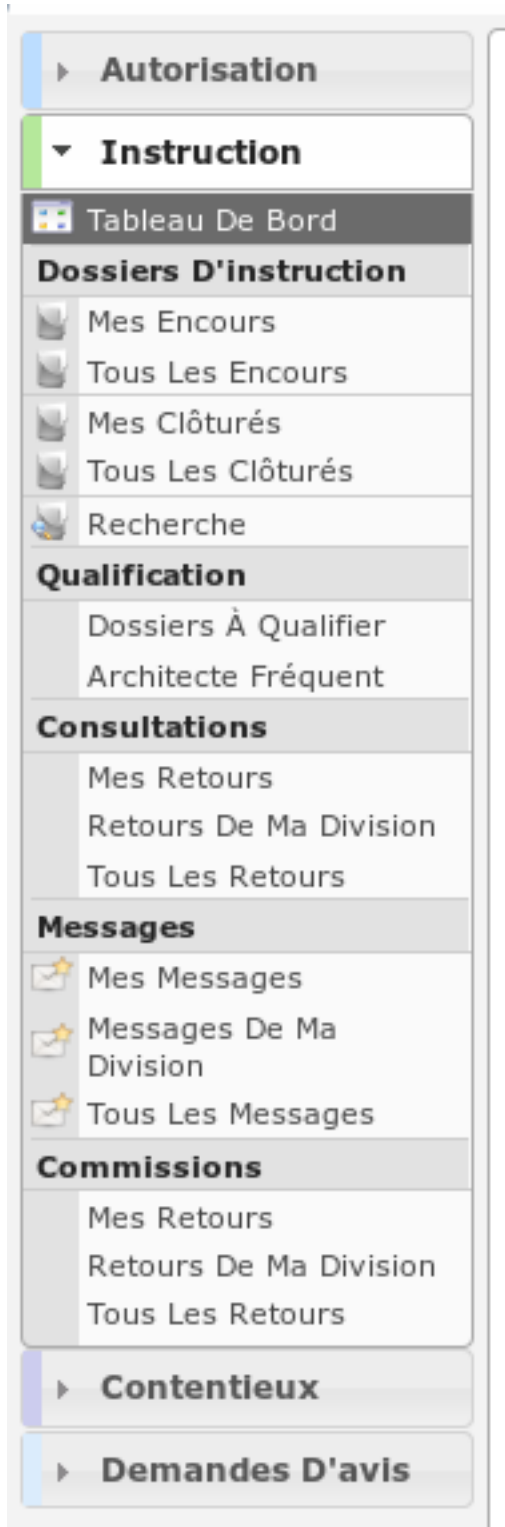 Autorisation
Instruction
Tableau De Bord
Dossiers D'instruction
Mes Encours
Tous Les Encours
Mes Clôturés
Tous Les Clôturés
Recherche
Qualification
Dossiers À Qualifier
Architecte Fréquent
Consultations
Mes Retours
Retours De Ma Division
Tous Les Retours
Messages
Mes Messages
Messages De Ma
Division
Tous Les Messages
Commissions
Mes Retours
Retours De Ma Division
Tous Les Retours
Contentieux
Demandes D'avis